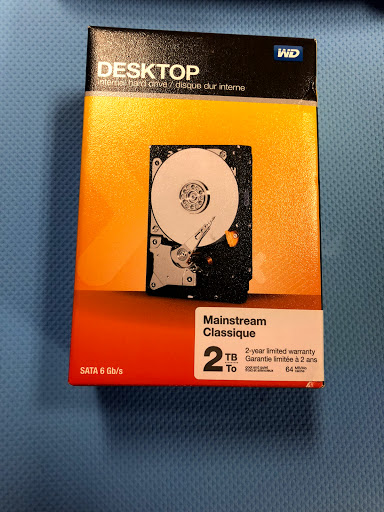 WD
DESKTOP
internal hard drive / disque dur interne
Mainstream
Classique
2 TB
To
2-year limited warranty
Garantie limitée à 2 ans
64
SATA 6 Gb/s